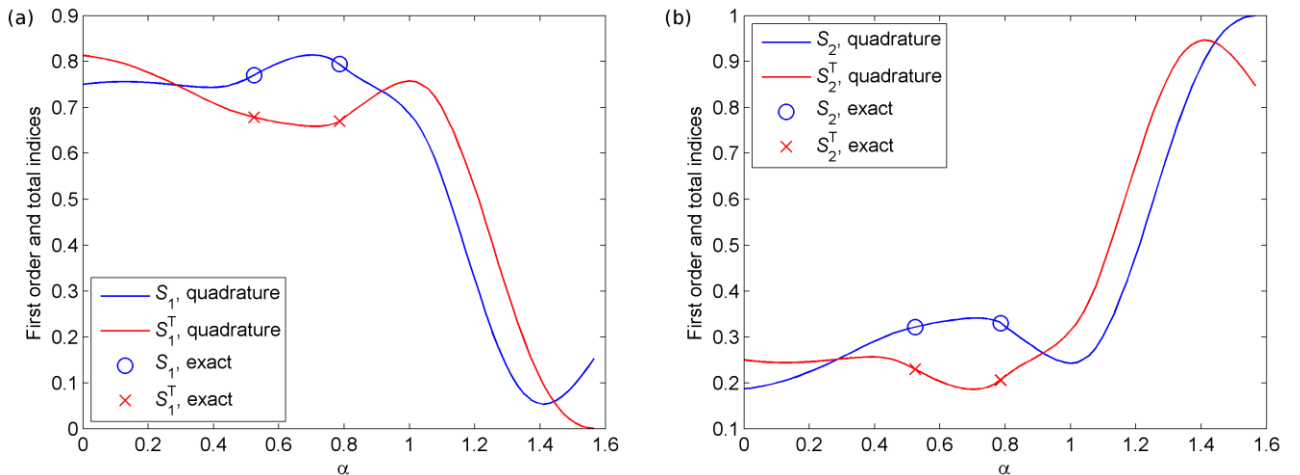 (a)
0.9
0.8
0.7
0.6
0.5
0.4
0.3
0.2
0.1
0
First order and total indices
S1, quadrature
S1T, quadrature
S1, exact
S1T, exact
0 0.2 0.4 0.6 0.8 1 1.2 1.4 1.6
α
(b)
1
0.9
0.8
0.7
0.6
0.5
0.4
0.3
0.2
0.1
First order and total indices
S2, quadrature
S2T, quadrature
S2, exact
S2T, exact
0 0.2 0.4 0.6 0.8 1 1.2 1.4 1.6
α